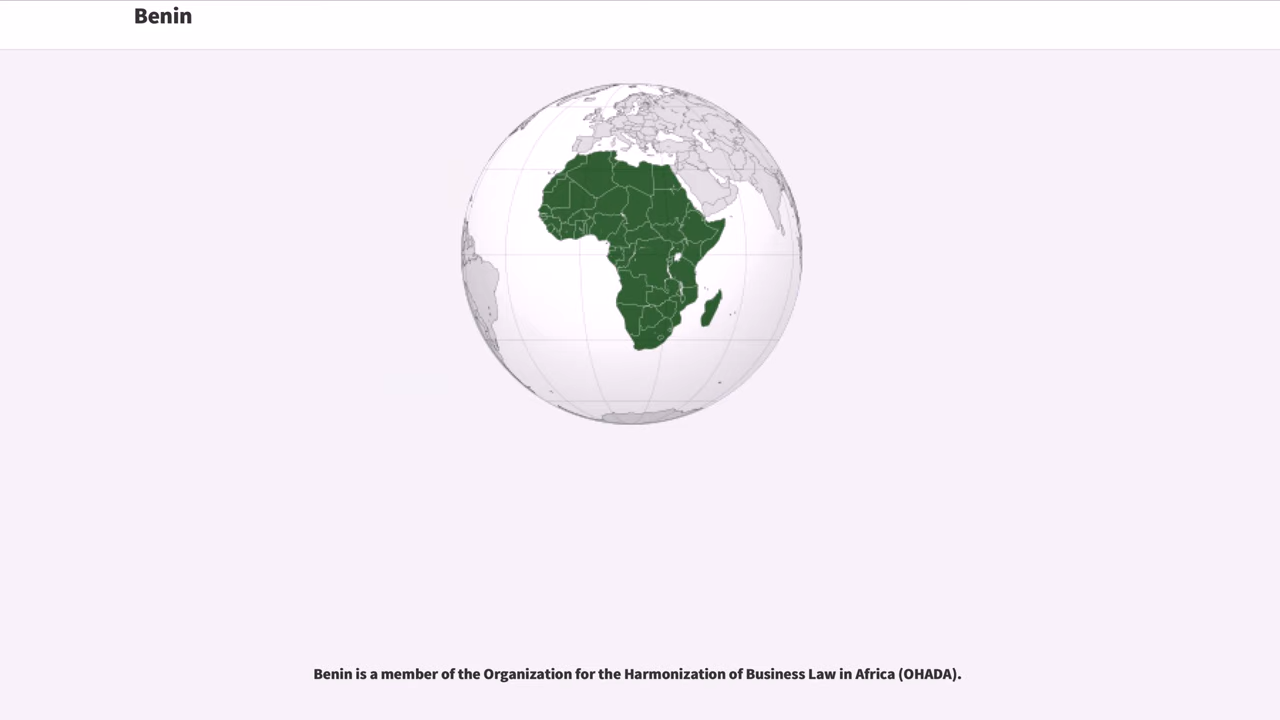 Benin
Benin is a member of the Organization for the Harmonization of Business Law in Africa (OHADA).